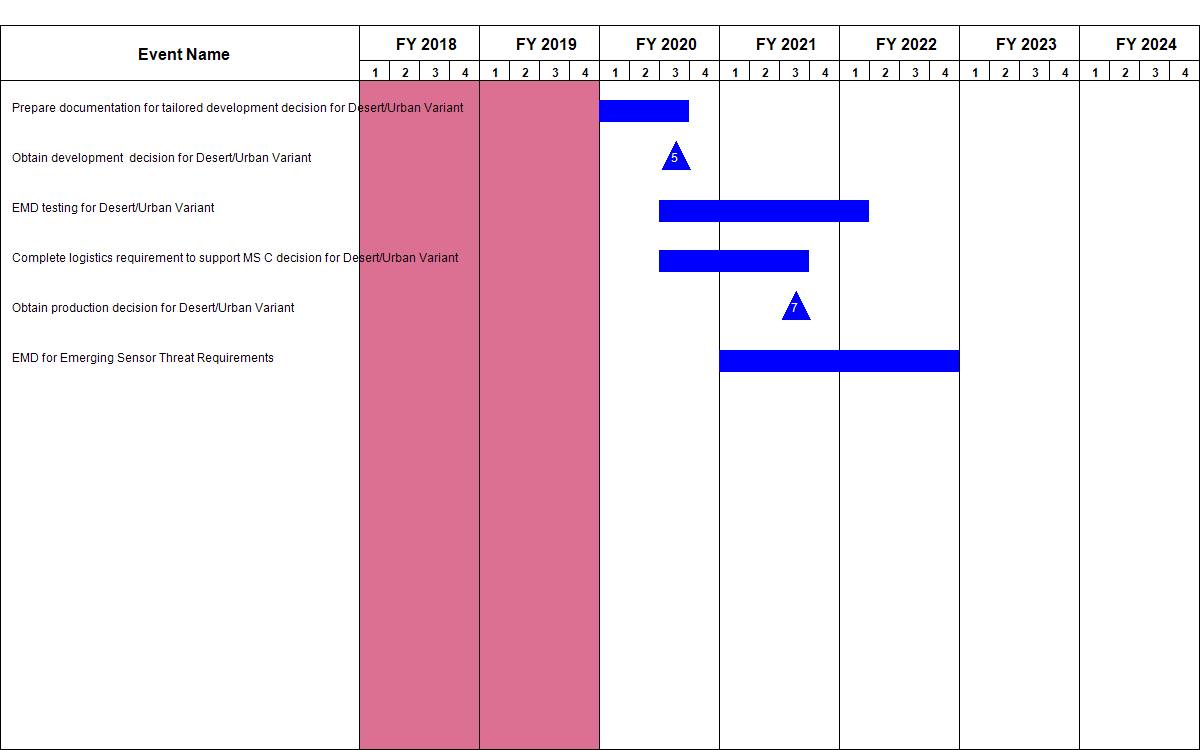 Event Name
FY 2018 FY 2019 FY 2020 FY 2021 FY 2022 FY 2023 FY 2024
1 2 3 4 1 2 3 4 1 2 3 4 1 2 3 4 1 2 3 4 1 2 3 4 1 2 3 4
Prepare documentation for tailored development decision for Desert/Urban Variant
Obtain development  decision for Desert/Urban Variant
5
EMD testing for Desert/Urban Variant
Complete logistics requirement to support MS C decision for Desert/Urban Variant
Obtain production decision for Desert/Urban Variant
7
EMD for Emerging Sensor Threat Requirements